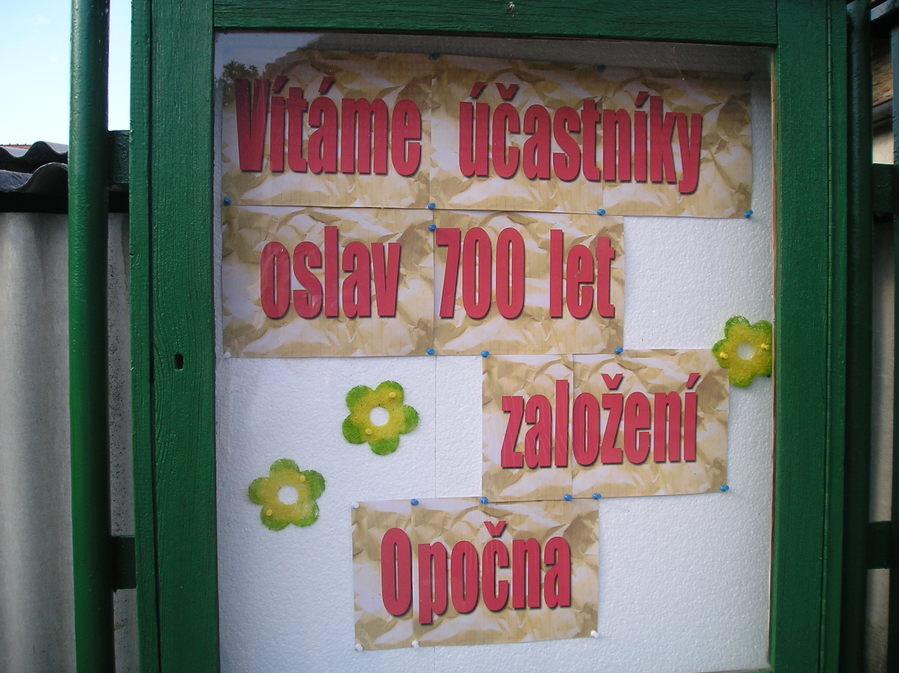 Vítáme účastníky
oslav 700 let
založení
Opočna